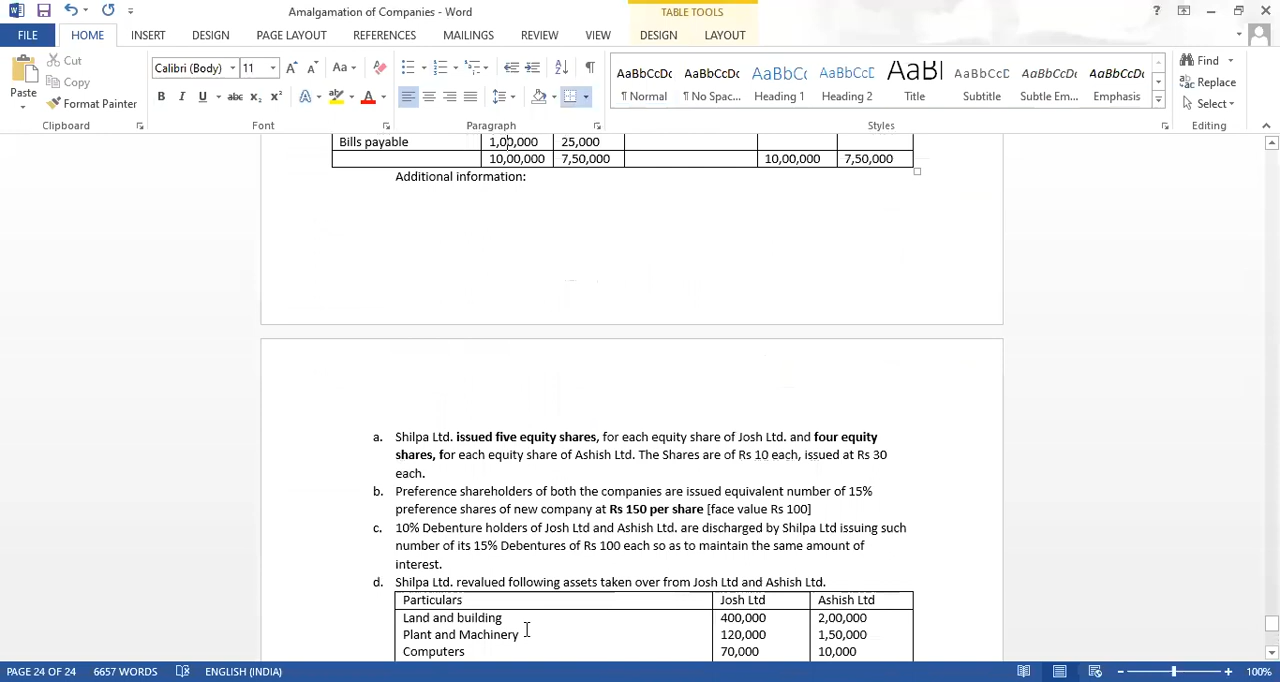 Amalgamation of Companies - Word
TABLE TOOLS
FILE HOME INSERT DESIGN PAGE LAYOUT REFERENCES MAILINGS REVIEW VIEW DESIGN LAYOUT
Cut
Copy
Format Painter
Paste
Calibri (Body) 11
AaBbCcDc AaBbCcDc AaBbCc AaBbCcD AaBl AaBbCcD AaBbCcDc AaBbCcDc
¶ Normal ¶ No Spac... Heading 1 Heading 2 Title Subtitle Subtle Em... Emphasis
Find
Replace
Select
Clipboard Font Paragraph Styles Editing
Bills payable 1,00,000 25,000
10,00,000 7,50,000 10,00,000 7,50,000
Additional information:
a. Shilpa Ltd. issued five equity shares, for each equity share of Josh Ltd. and four equity
shares, for each equity share of Ashish Ltd. The Shares are of Rs 10 each, issued at Rs 30
each.
b. Preference shareholders of both the companies are issued equivalent number of 15%
preference shares of new company at Rs 150 per share [face value Rs 100]
c. 10% Debenture holders of Josh Ltd and Ashish Ltd. are discharged by Shilpa Ltd issuing such
number of its 15% Debentures of Rs 100 each so as to maintain the same amount of
interest.
d. Shilpa Ltd. revalued following assets taken over from Josh Ltd and Ashish Ltd.
Particulars Josh Ltd Ashish Ltd
Land and building 400,000 2,00,000
Plant and Machinery 120,000 1,50,000
Computers 70,000 10,000
PAGE 24 OF 24 6657 WORDS ENGLISH (INDIA) 100%